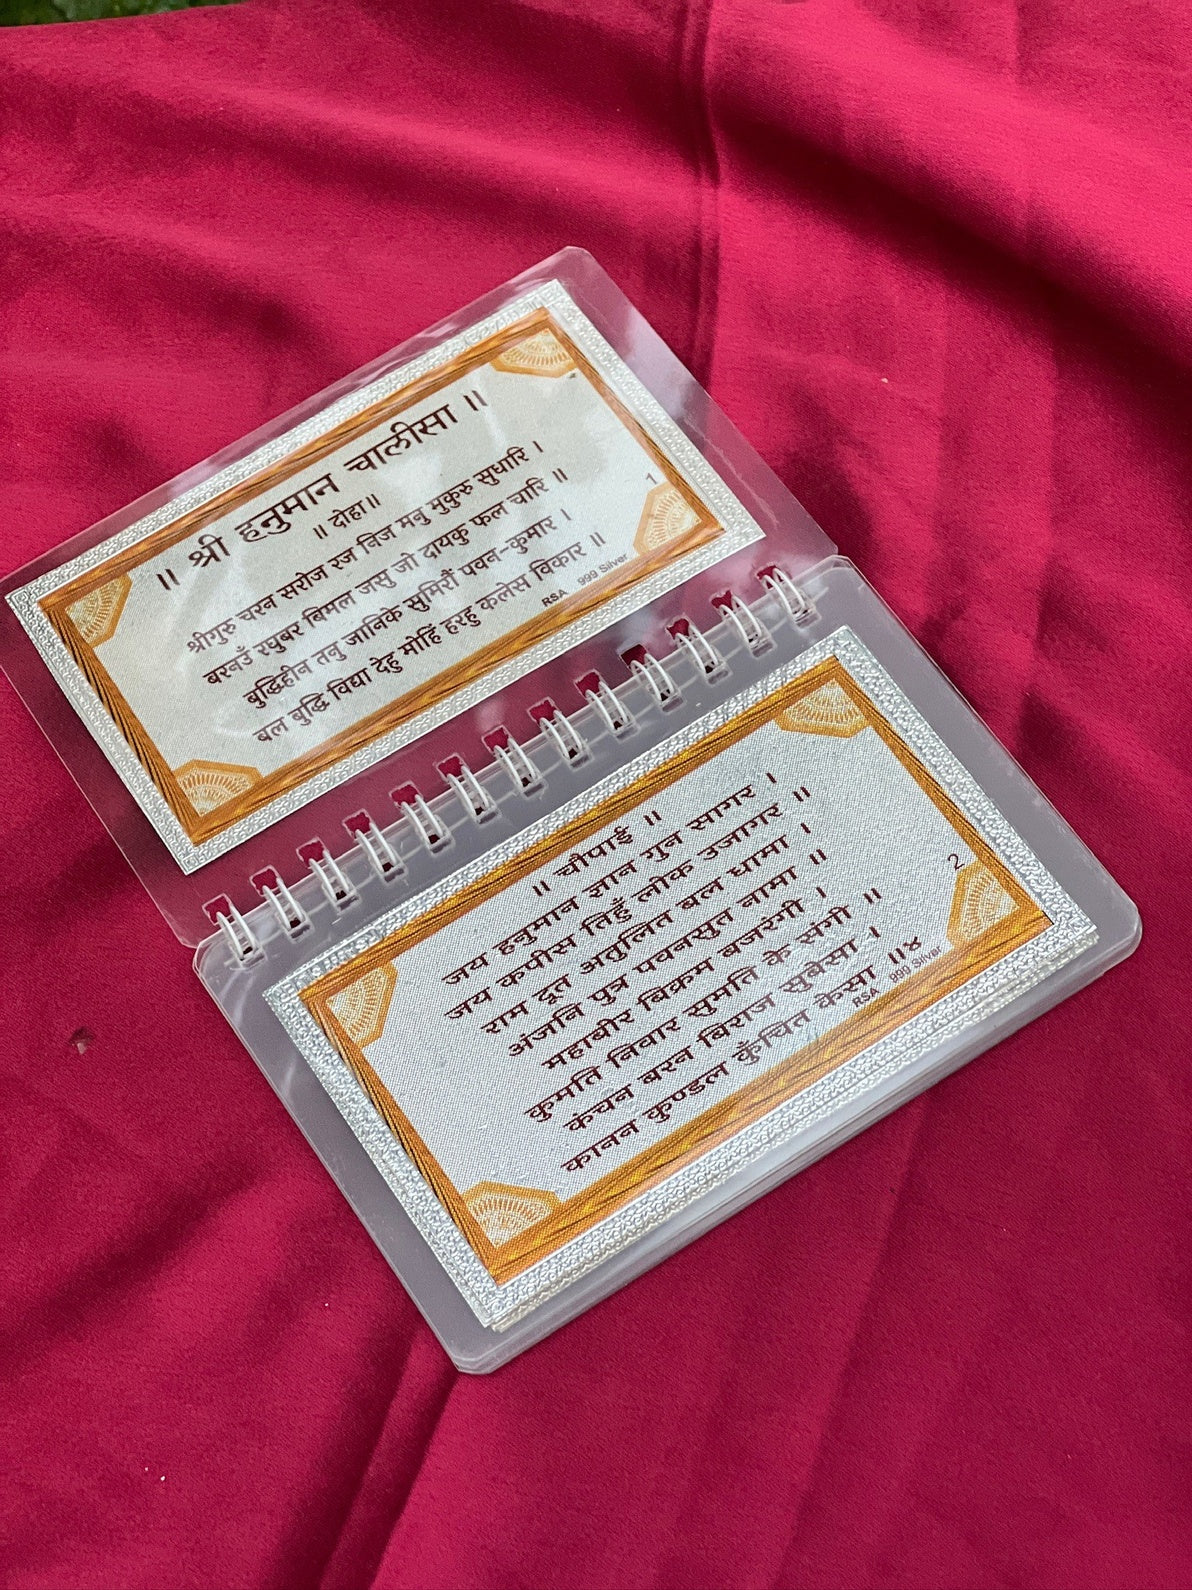 ॥ श्री हनुमान चालीसा ॥
॥ दोहा॥
श्रीगुरु चरन सरोज रज निज मनु मुकुरु सुधारि ।
बरनउँ रघुबर बिमल जसु जो दायकु फल चारि ॥
बुद्धिहीन तनु जानिके सुमिरौं पवन-कुमार ।
बल बुद्धि विद्या देहु मोहिं हरहु कलेस विकार ॥
1
RSA 999 Silver
॥ चौपाई ॥
जय हनुमान ज्ञान गुन सागर ।
जय कपीस तिहुँ लोक उजागर ॥
राम दूत अतुलित बल धामा ।
अंजनि पुत्र पवनसुत नामा ॥
महाबीर बिक्रम बजरंगी ।
कुमति निवार सुमति के संगी ॥
कंचन बरन बिराज सुबेसा ।
कानन कुण्डल कुँचित केसा ॥४
2
RSA 999 Silver